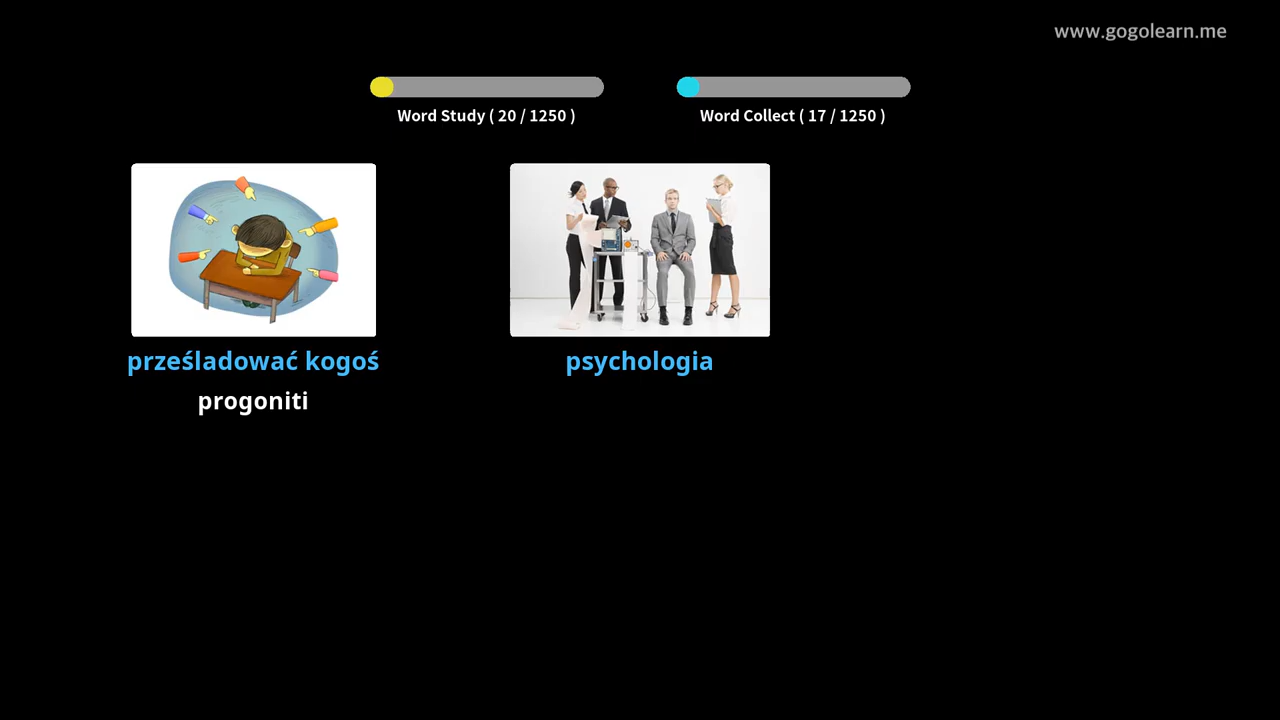 www.gogolearn.me
Word Study ( 20 / 1250 )
Word Collect ( 17 / 1250 )
prześladować kogoś
progoniti
psychologia